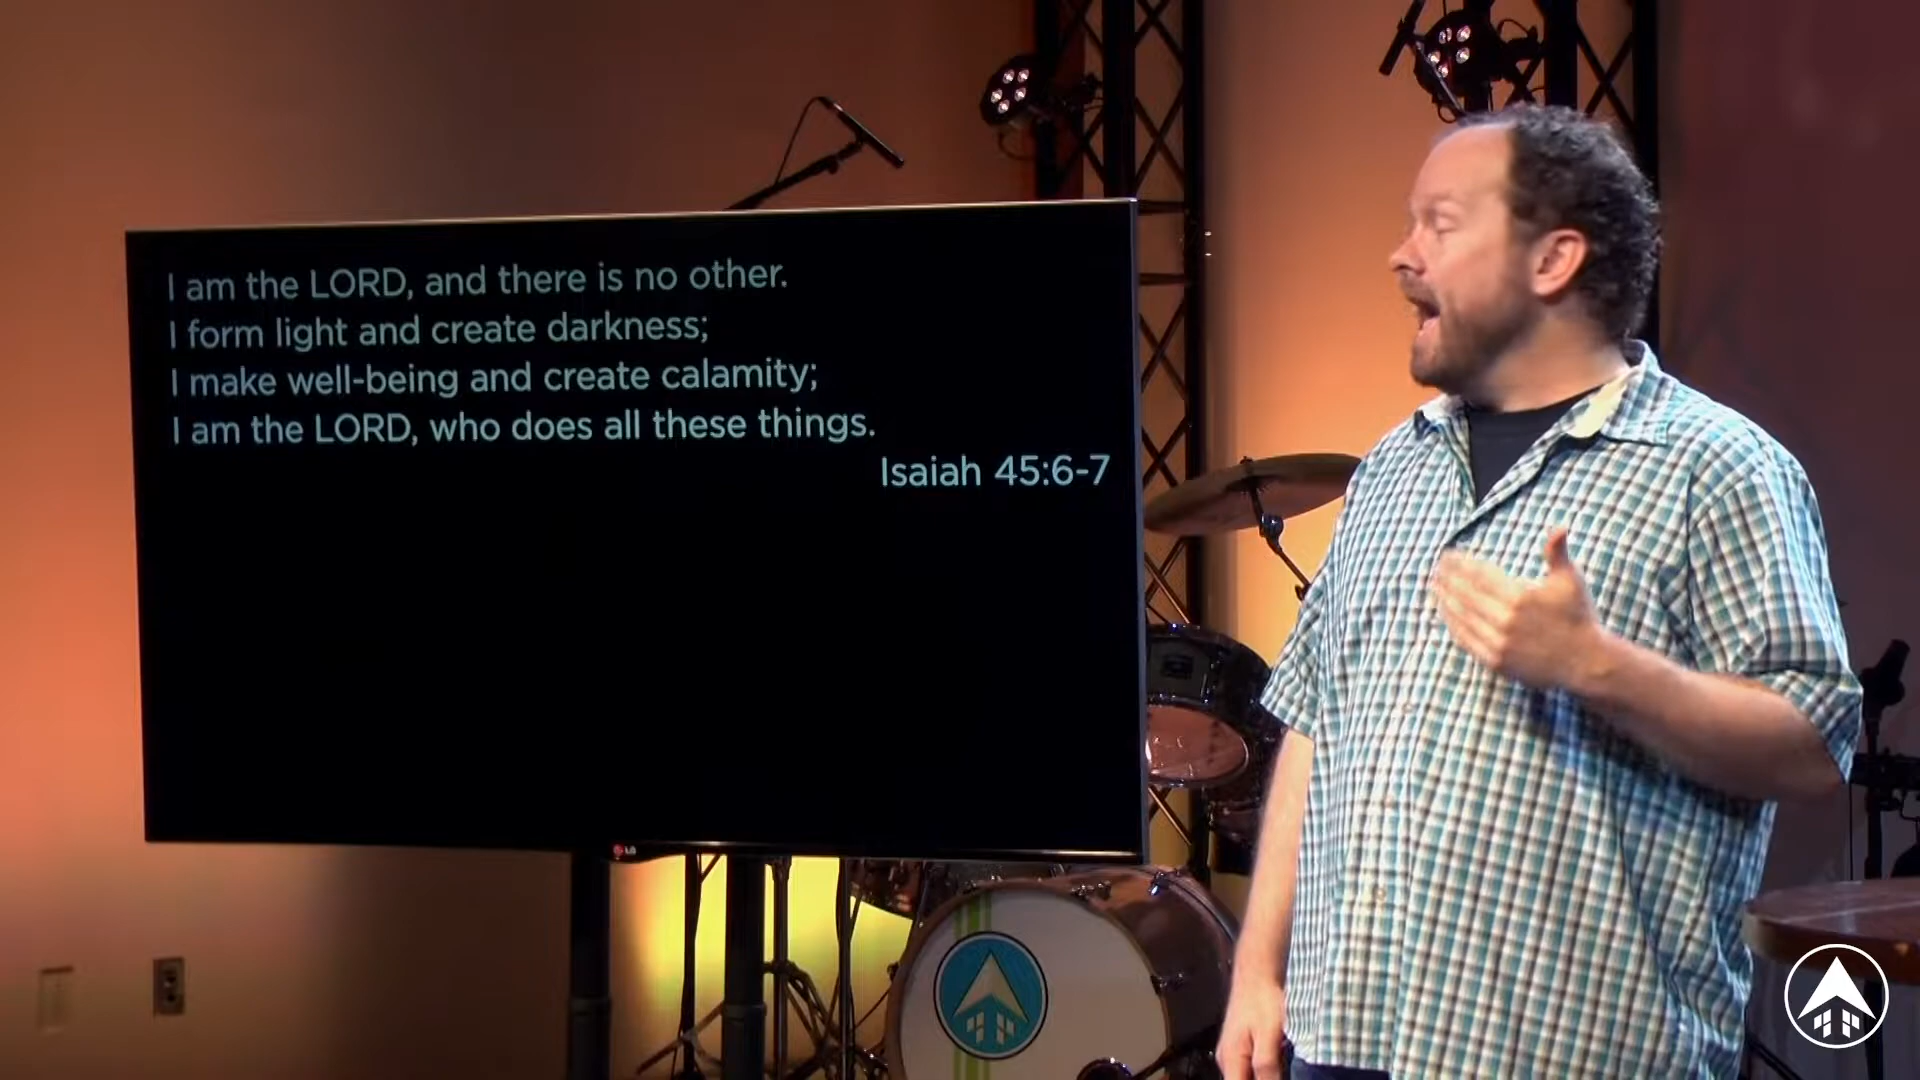 I am the LORD, and there is no other.
I form light and create darkness;
I make well-being and create calamity;
I am the LORD, who does all these things.
Isaiah 45:6-7
LG